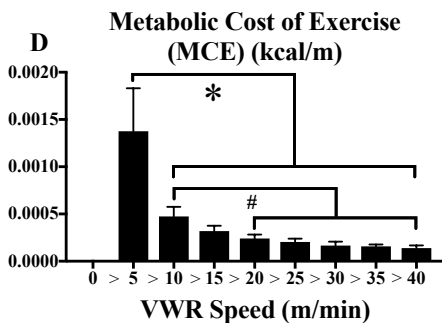 D
Metabolic Cost of Exercise
(MCE) (kcal/m)
0.0020
*
0.0015
0.0010
#
0.0005
0.0000
0 > 5 > 10 > 15 > 20 > 25 > 30 > 35 > 40
VWR Speed (m/min)